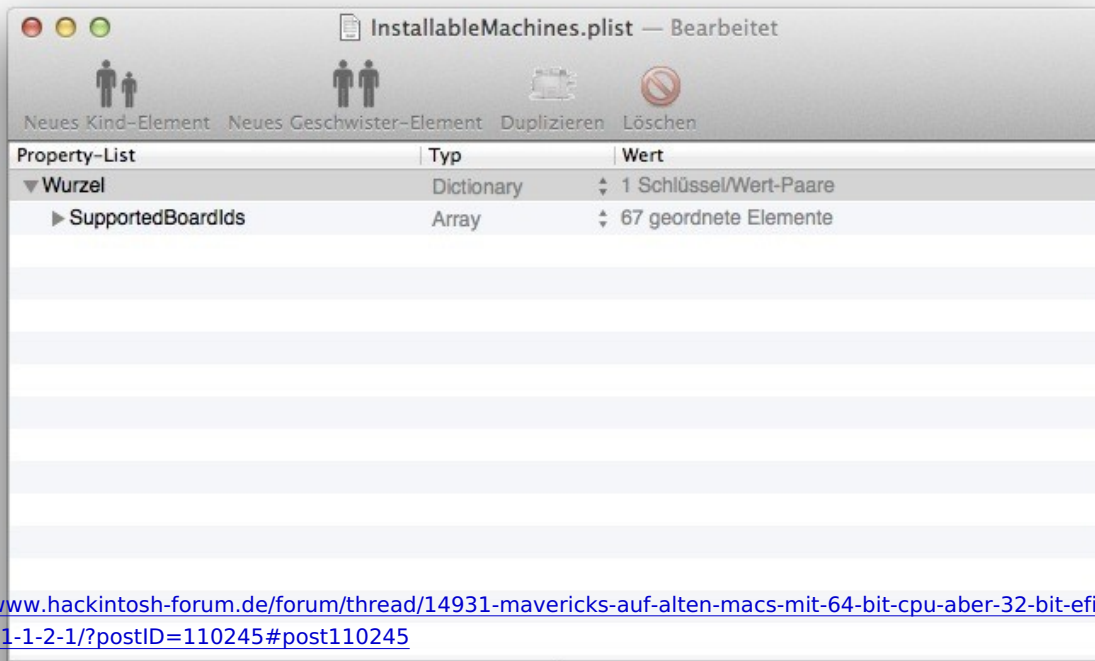 InstallableMachines.plist — Bearbeitet
Neues Kind-Element Neues Geschwister-Element Duplizieren Löschen
Property-List Typ Wert
Wurzel Dictionary 1 Schlüssel/Wert-Paare
SupportedBoardIds Array 67 geordnete Elemente
www.hackintosh-forum.de/forum/thread/14931-mavericks-auf-alten-macs-mit-64-bit-cpu-aber-32-bit-efi
1-1-2-1/?postID=110245#post110245